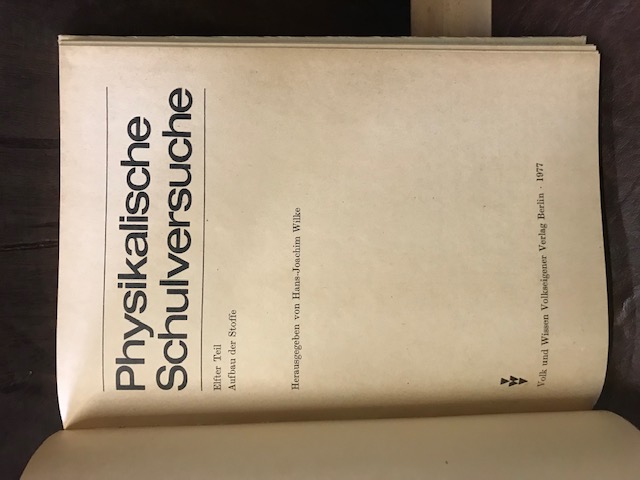 Physikalische
Schulversuche
Elfter Teil
Aufbau der Stoffe
Herausgegeben von Hans-Joachim Wilke
Volk und Wissen Volkseigener Verlag Berlin · 1977